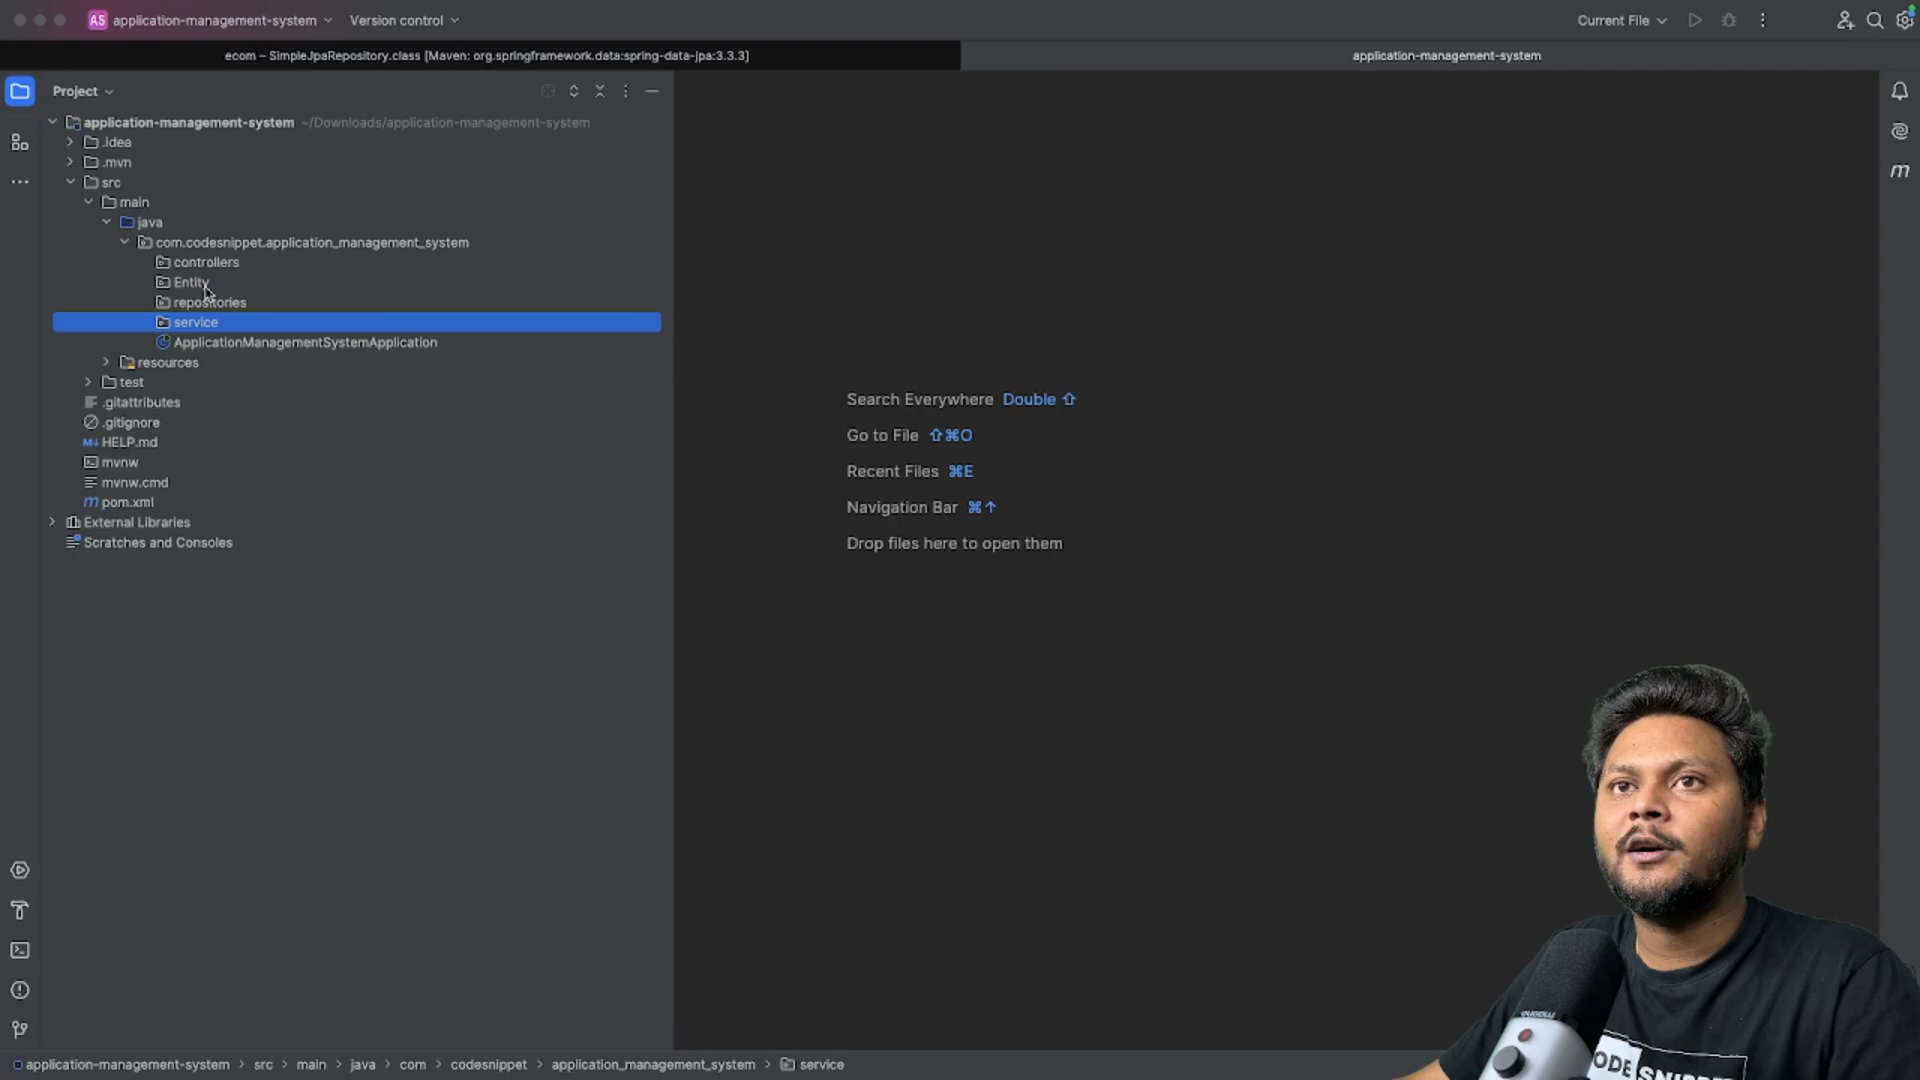 AS application-management-system Version control Current File
ecom – SimpleJpaRepository.class [Maven: org.springframework.data:spring-data-jpa:3.3.3] application-management-system
Project
application-management-system ~/Downloads/application-management-system
.idea
.mvn
src
main
java
com.codesnippet.application_management_system
controllers
Entity
repositories
service
ApplicationManagementSystemApplication
resources
test
.gitattributes
.gitignore
M↓ HELP.md
mvnw
mvnw.cmd
m pom.xml
External Libraries
Scratches and Consoles
Search Everywhere Double ⇧
Go to File ⇧⌘O
Recent Files ⌘E
Navigation Bar ⌘↑
Drop files here to open them
m
maono
application-management-system > src > main > java > com > codesnippet > application_management_system > service